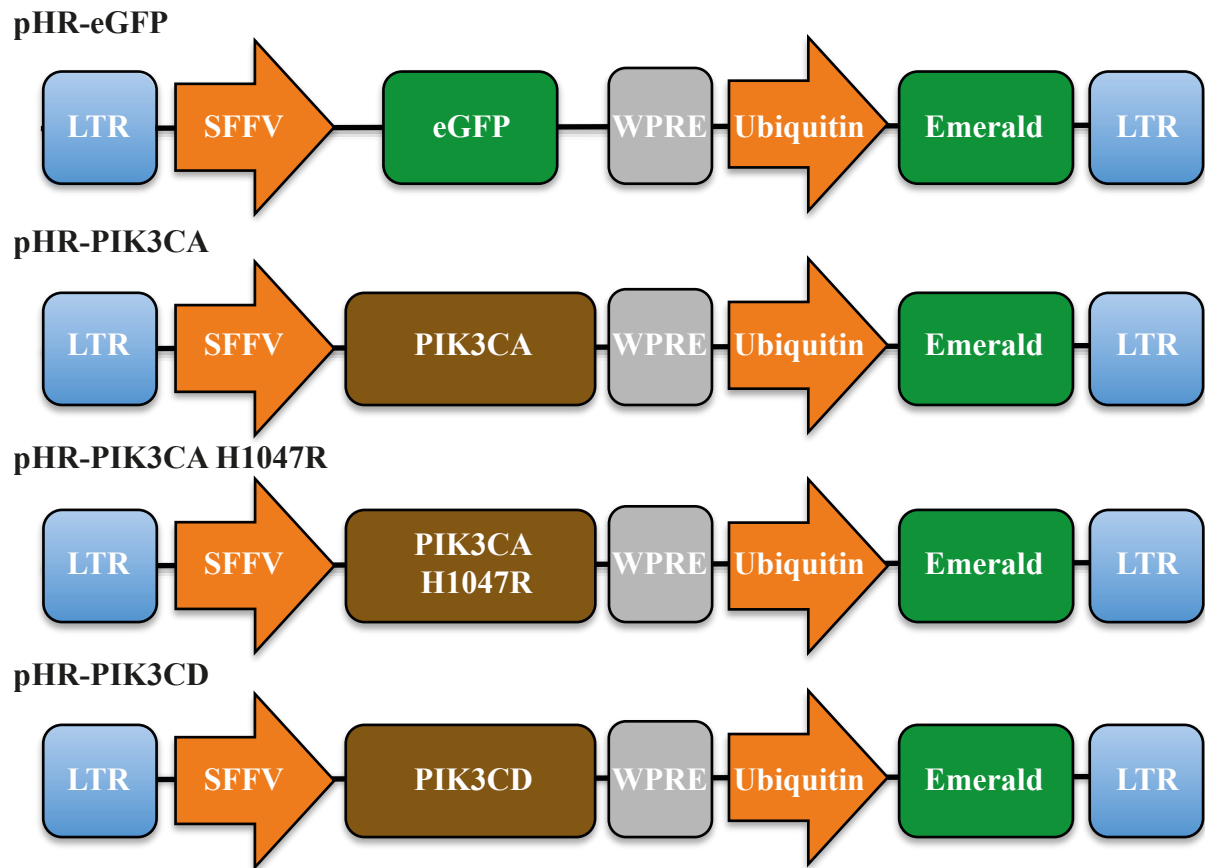 pHR-eGFP
LTR SFFV eGFP WPRE Ubiquitin Emerald LTR
pHR-PIK3CA
LTR SFFV PIK3CA WPRE Ubiquitin Emerald LTR
pHR-PIK3CA H1047R
LTR SFFV PIK3CA H1047R WPRE Ubiquitin Emerald LTR
pHR-PIK3CD
LTR SFFV PIK3CD WPRE Ubiquitin Emerald LTR